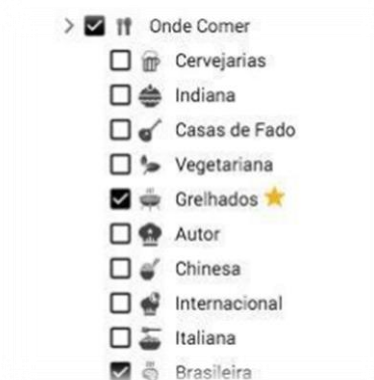 Onde Comer
Cervejarias
Indiana
Casas de Fado
Vegetariana
Grelhados
Autor
Chinesa
Internacional
Italiana
Brasileira